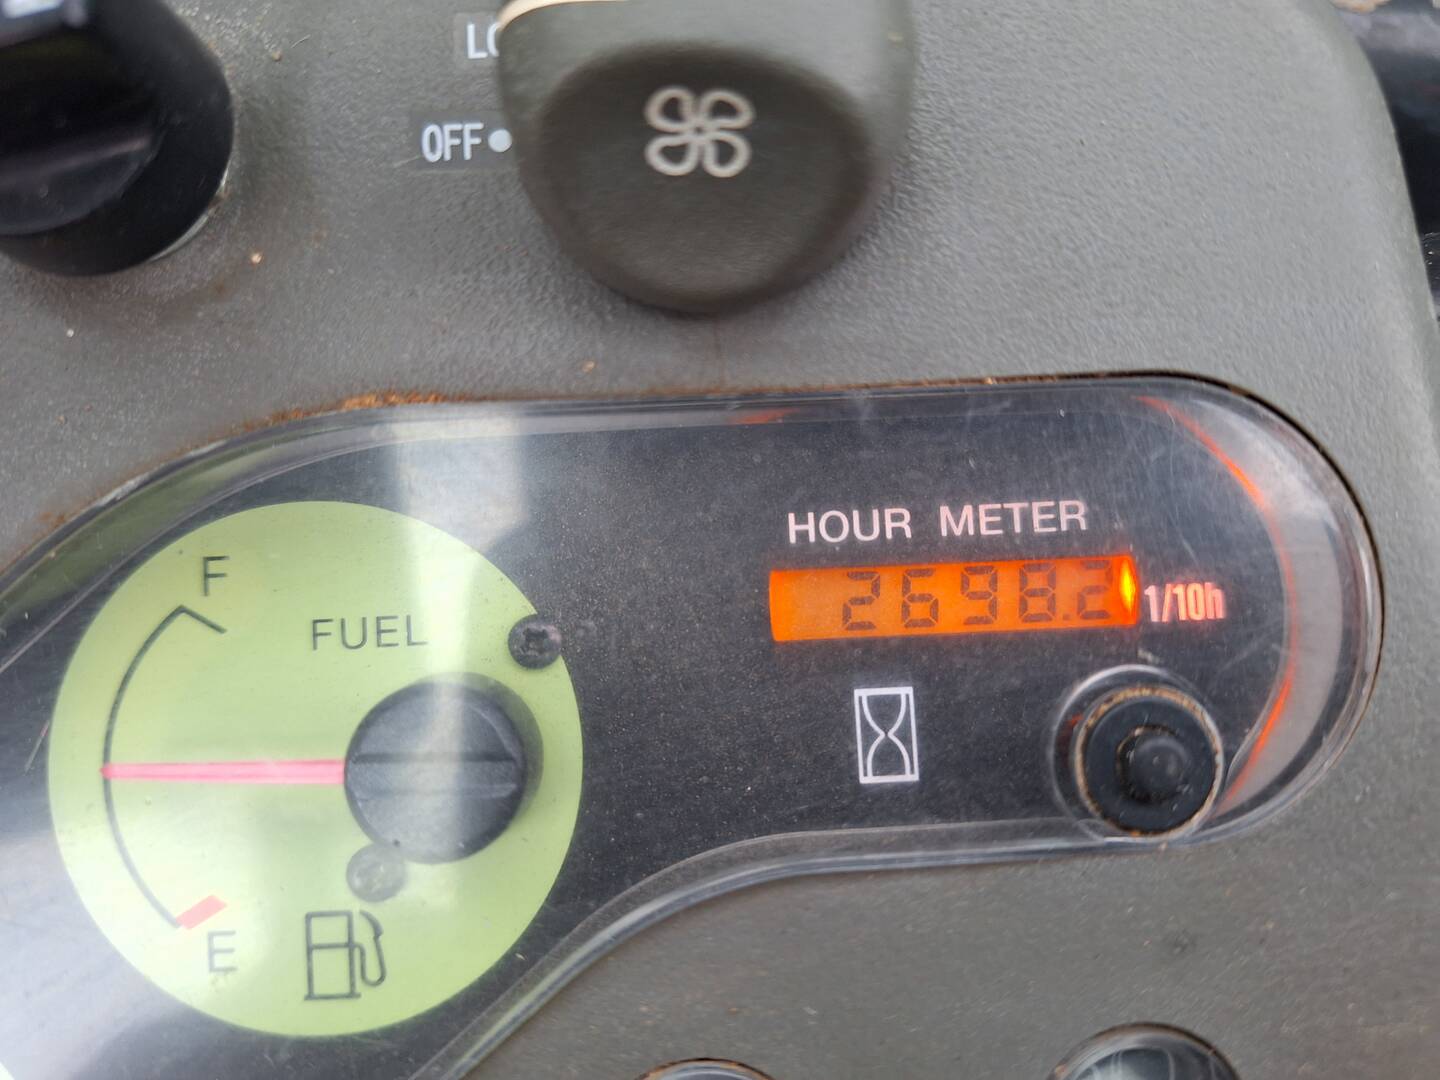 OFF
HOUR METER
2698.2 1/10h
F
FUEL
E